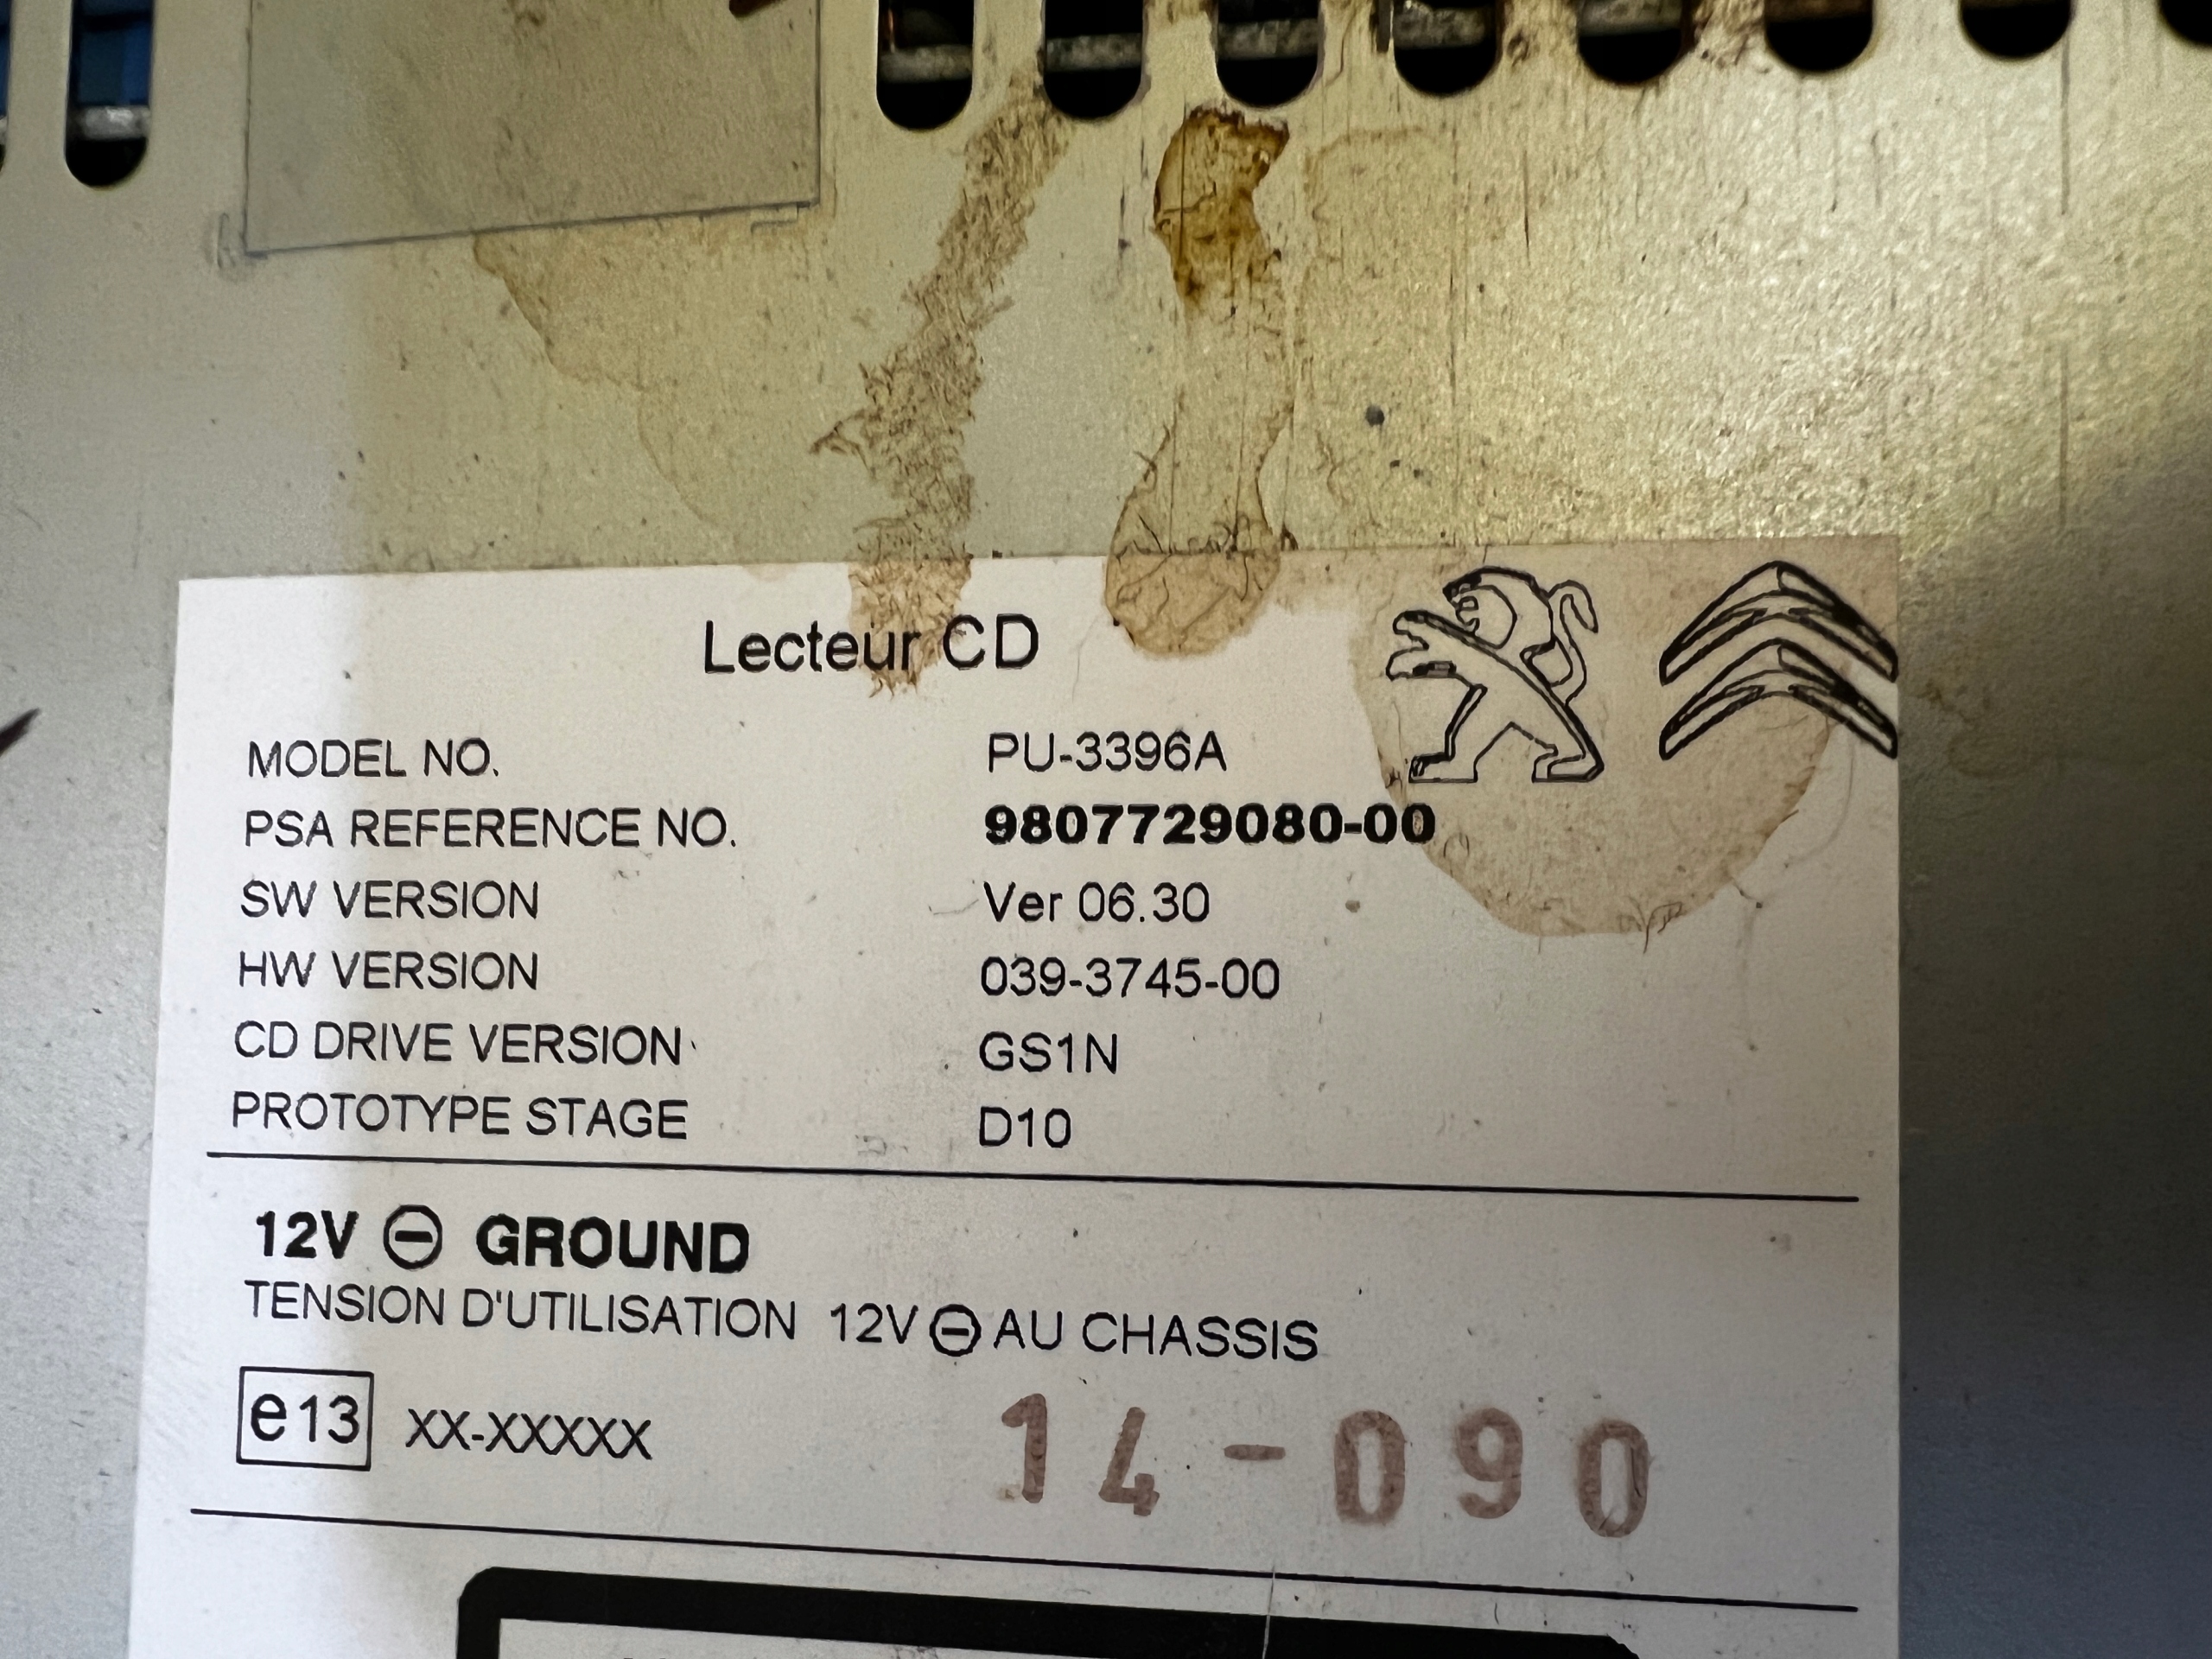 Lecteur CD
MODEL NO. PU-3396A
PSA REFERENCE NO. 9807729080-00
SW VERSION Ver 06.30
HW VERSION 039-3745-00
CD DRIVE VERSION GS1N
PROTOTYPE STAGE D10
12V ⊖ GROUND
TENSION D'UTILISATION 12V ⊖ AU CHASSIS
e13 XX-XXXXX 14-090